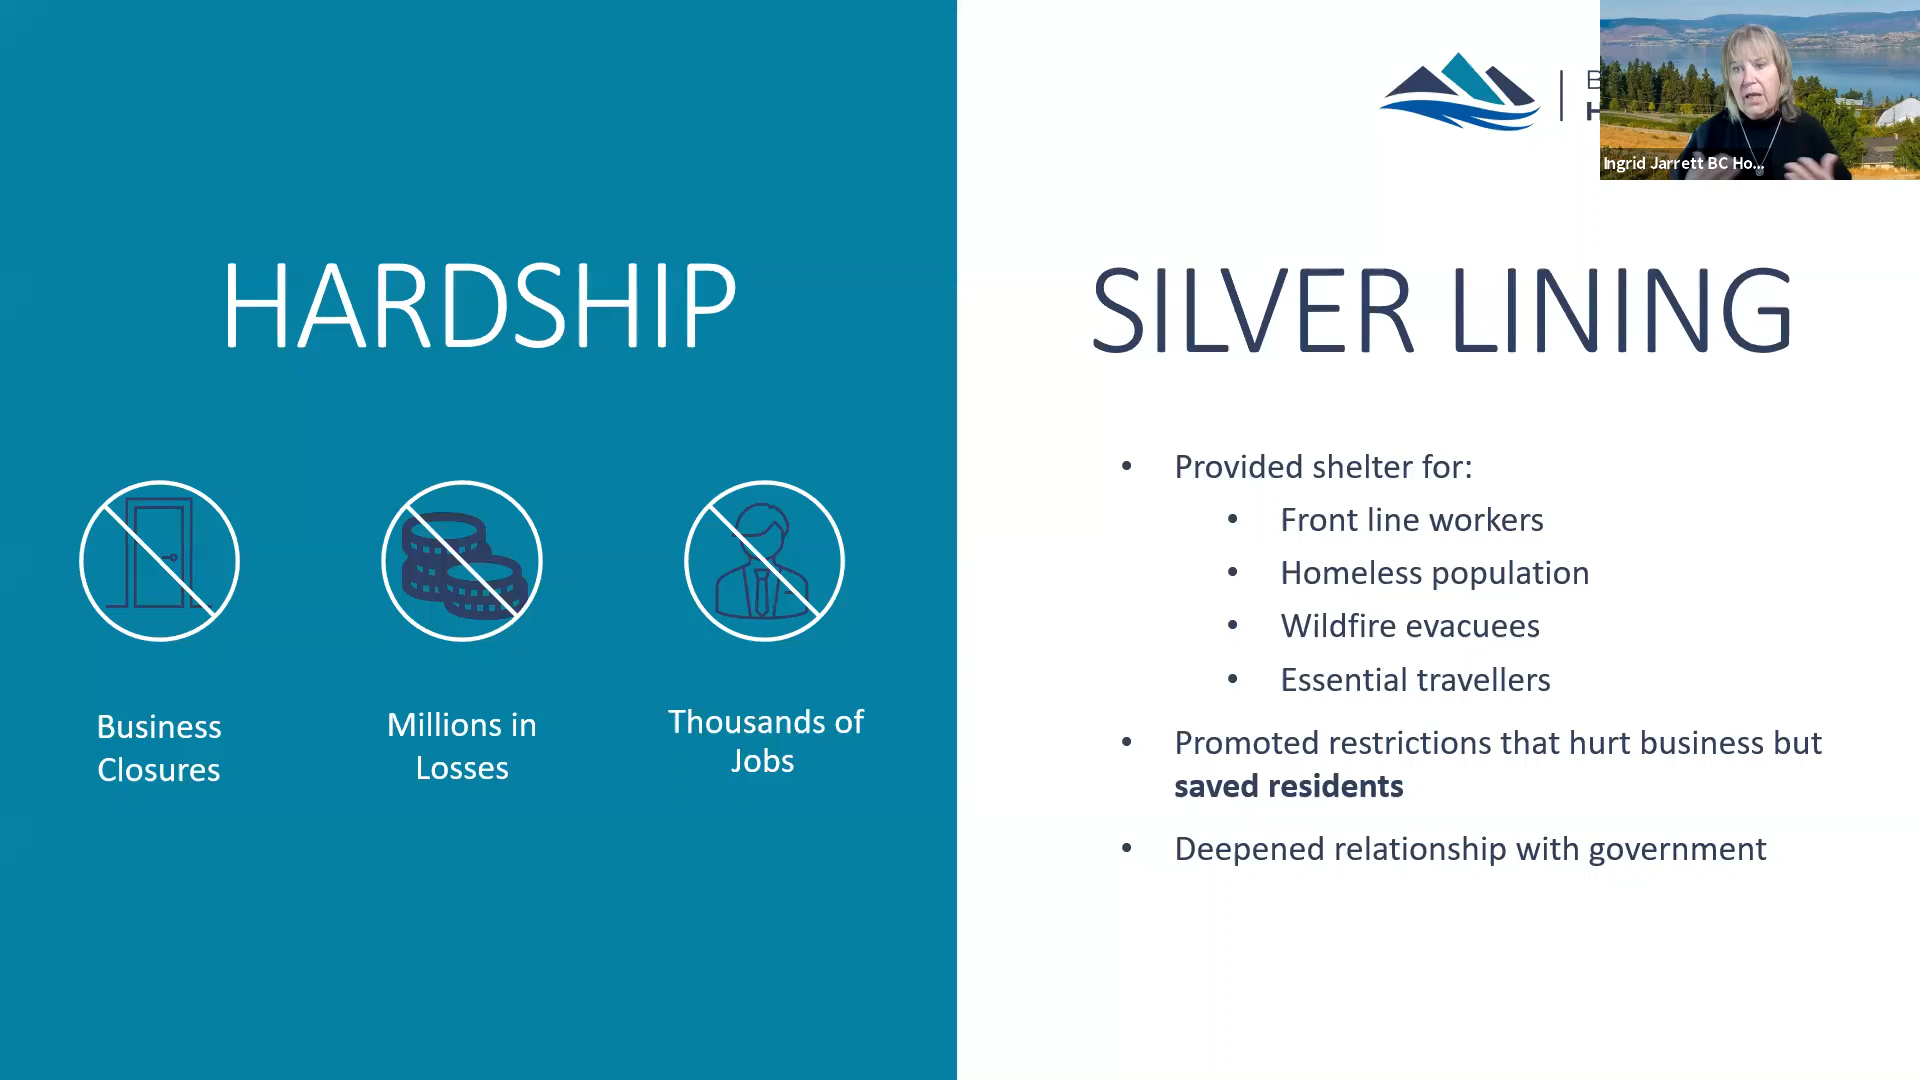 HARDSHIP
Business
Closures
Millions in
Losses
Thousands of
Jobs
Ingrid Jarrett BC Ho...
SILVER LINING
• Provided shelter for:
• Front line workers
• Homeless population
• Wildfire evacuees
• Essential travellers
• Promoted restrictions that hurt business but
saved residents
• Deepened relationship with government